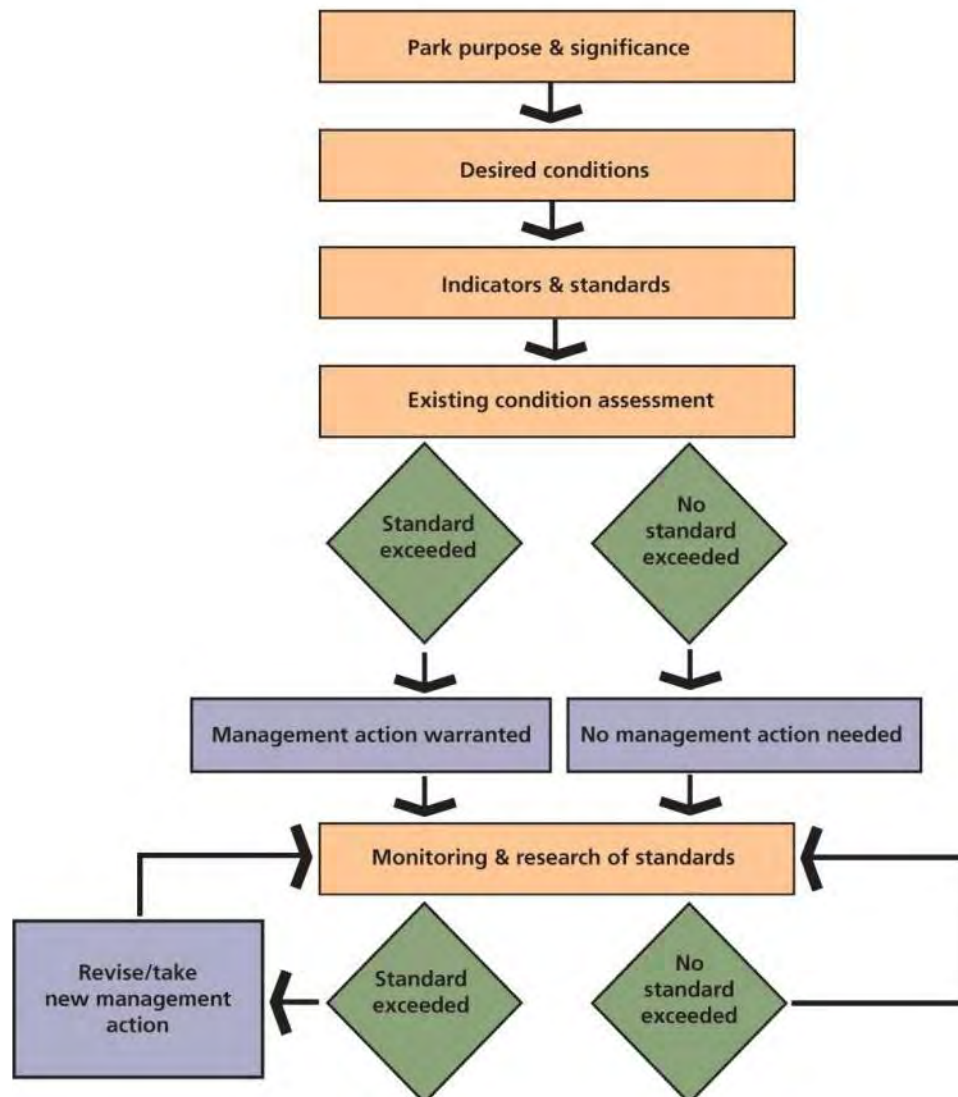 Park purpose & significance
Desired conditions
Indicators & standards
Existing condition assessment
Standard
exceeded
No
standard
exceeded
Management action warranted
No management action needed
Monitoring & research of standards
Revise/take
new management
action
Standard
exceeded
No
standard
exceeded